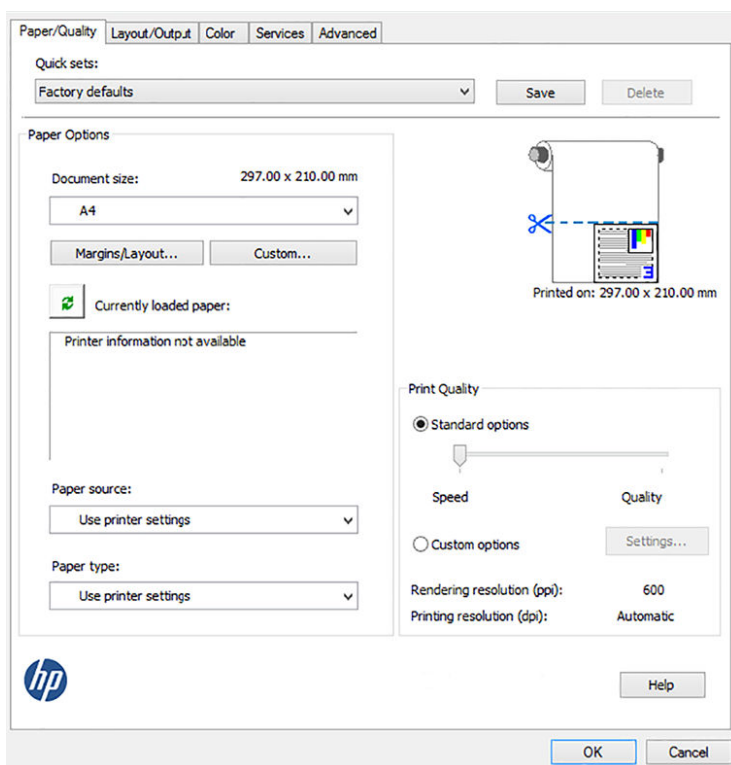 Paper/Quality Layout/Output Color Services Advanced
Quick sets:
Factory defaults Save Delete
Paper Options
Document size: 297.00 x 210.00 mm
A4
Margins/Layout... Custom...
Printed on: 297.00 x 210.00 mm
Currently loaded paper:
Printer information not available
Print Quality
Standard options
Speed Quality
Paper source:
Use printer settings
Custom options Settings...
Paper type:
Use printer settings
Rendering resolution (ppi): 600
Printing resolution (dpi): Automatic
hp
Help
OK Cancel